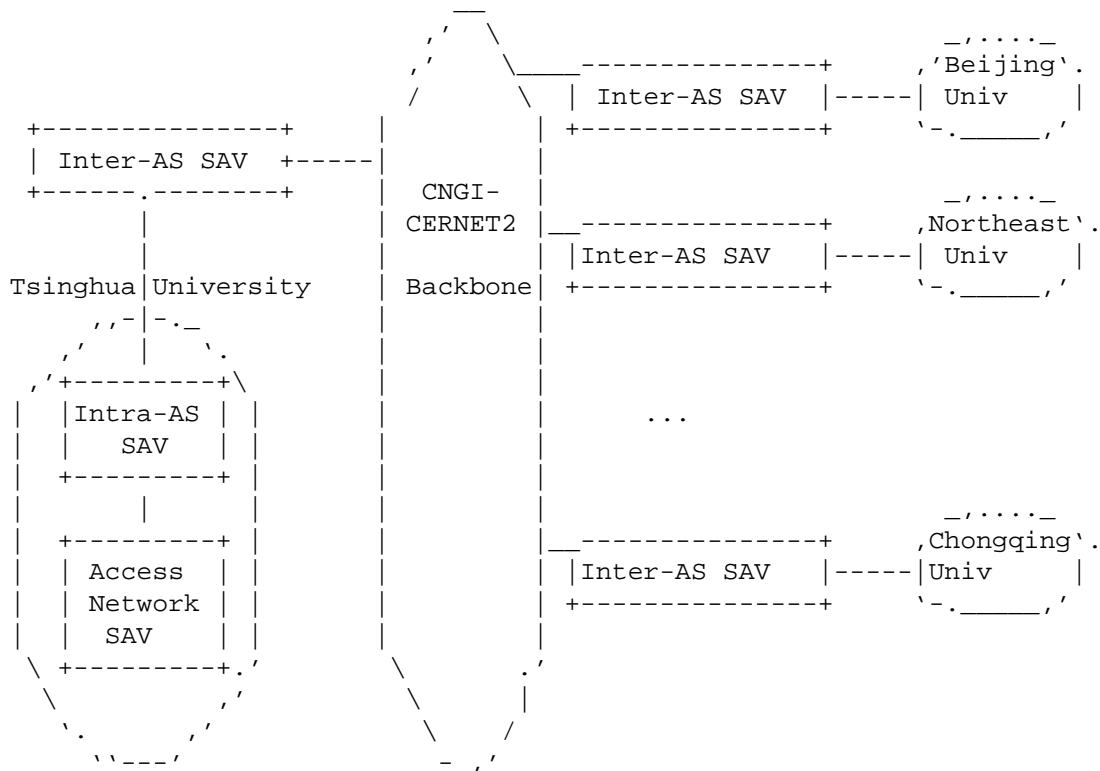 Beijing
Inter-AS SAV Univ
Inter-AS SAV
CNGI-
CERNET2 Northeast
Inter-AS SAV Univ
Tsinghua University Backbone
Intra-AS ...
SAV
Chongqing
Access Inter-AS SAV Univ
Network
SAV